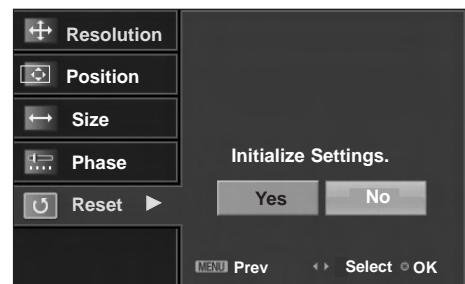 Resolution
Position
Size
Phase
Reset
Initialize Settings.
Yes No
MENU Prev Select OK